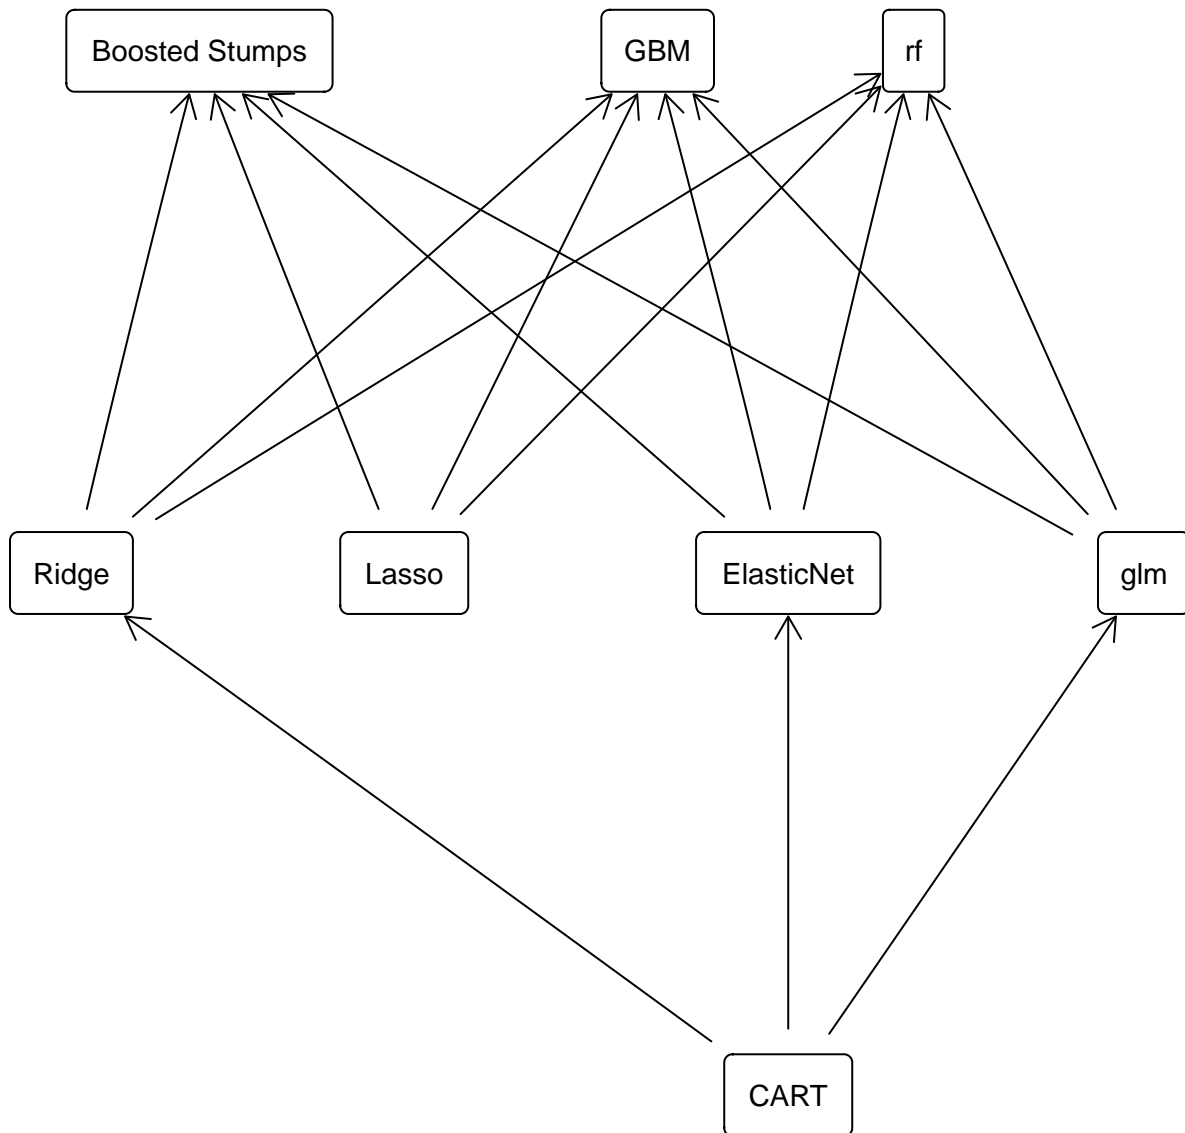 Boosted Stumps
GBM
rf
Ridge
Lasso
ElasticNet
glm
CART